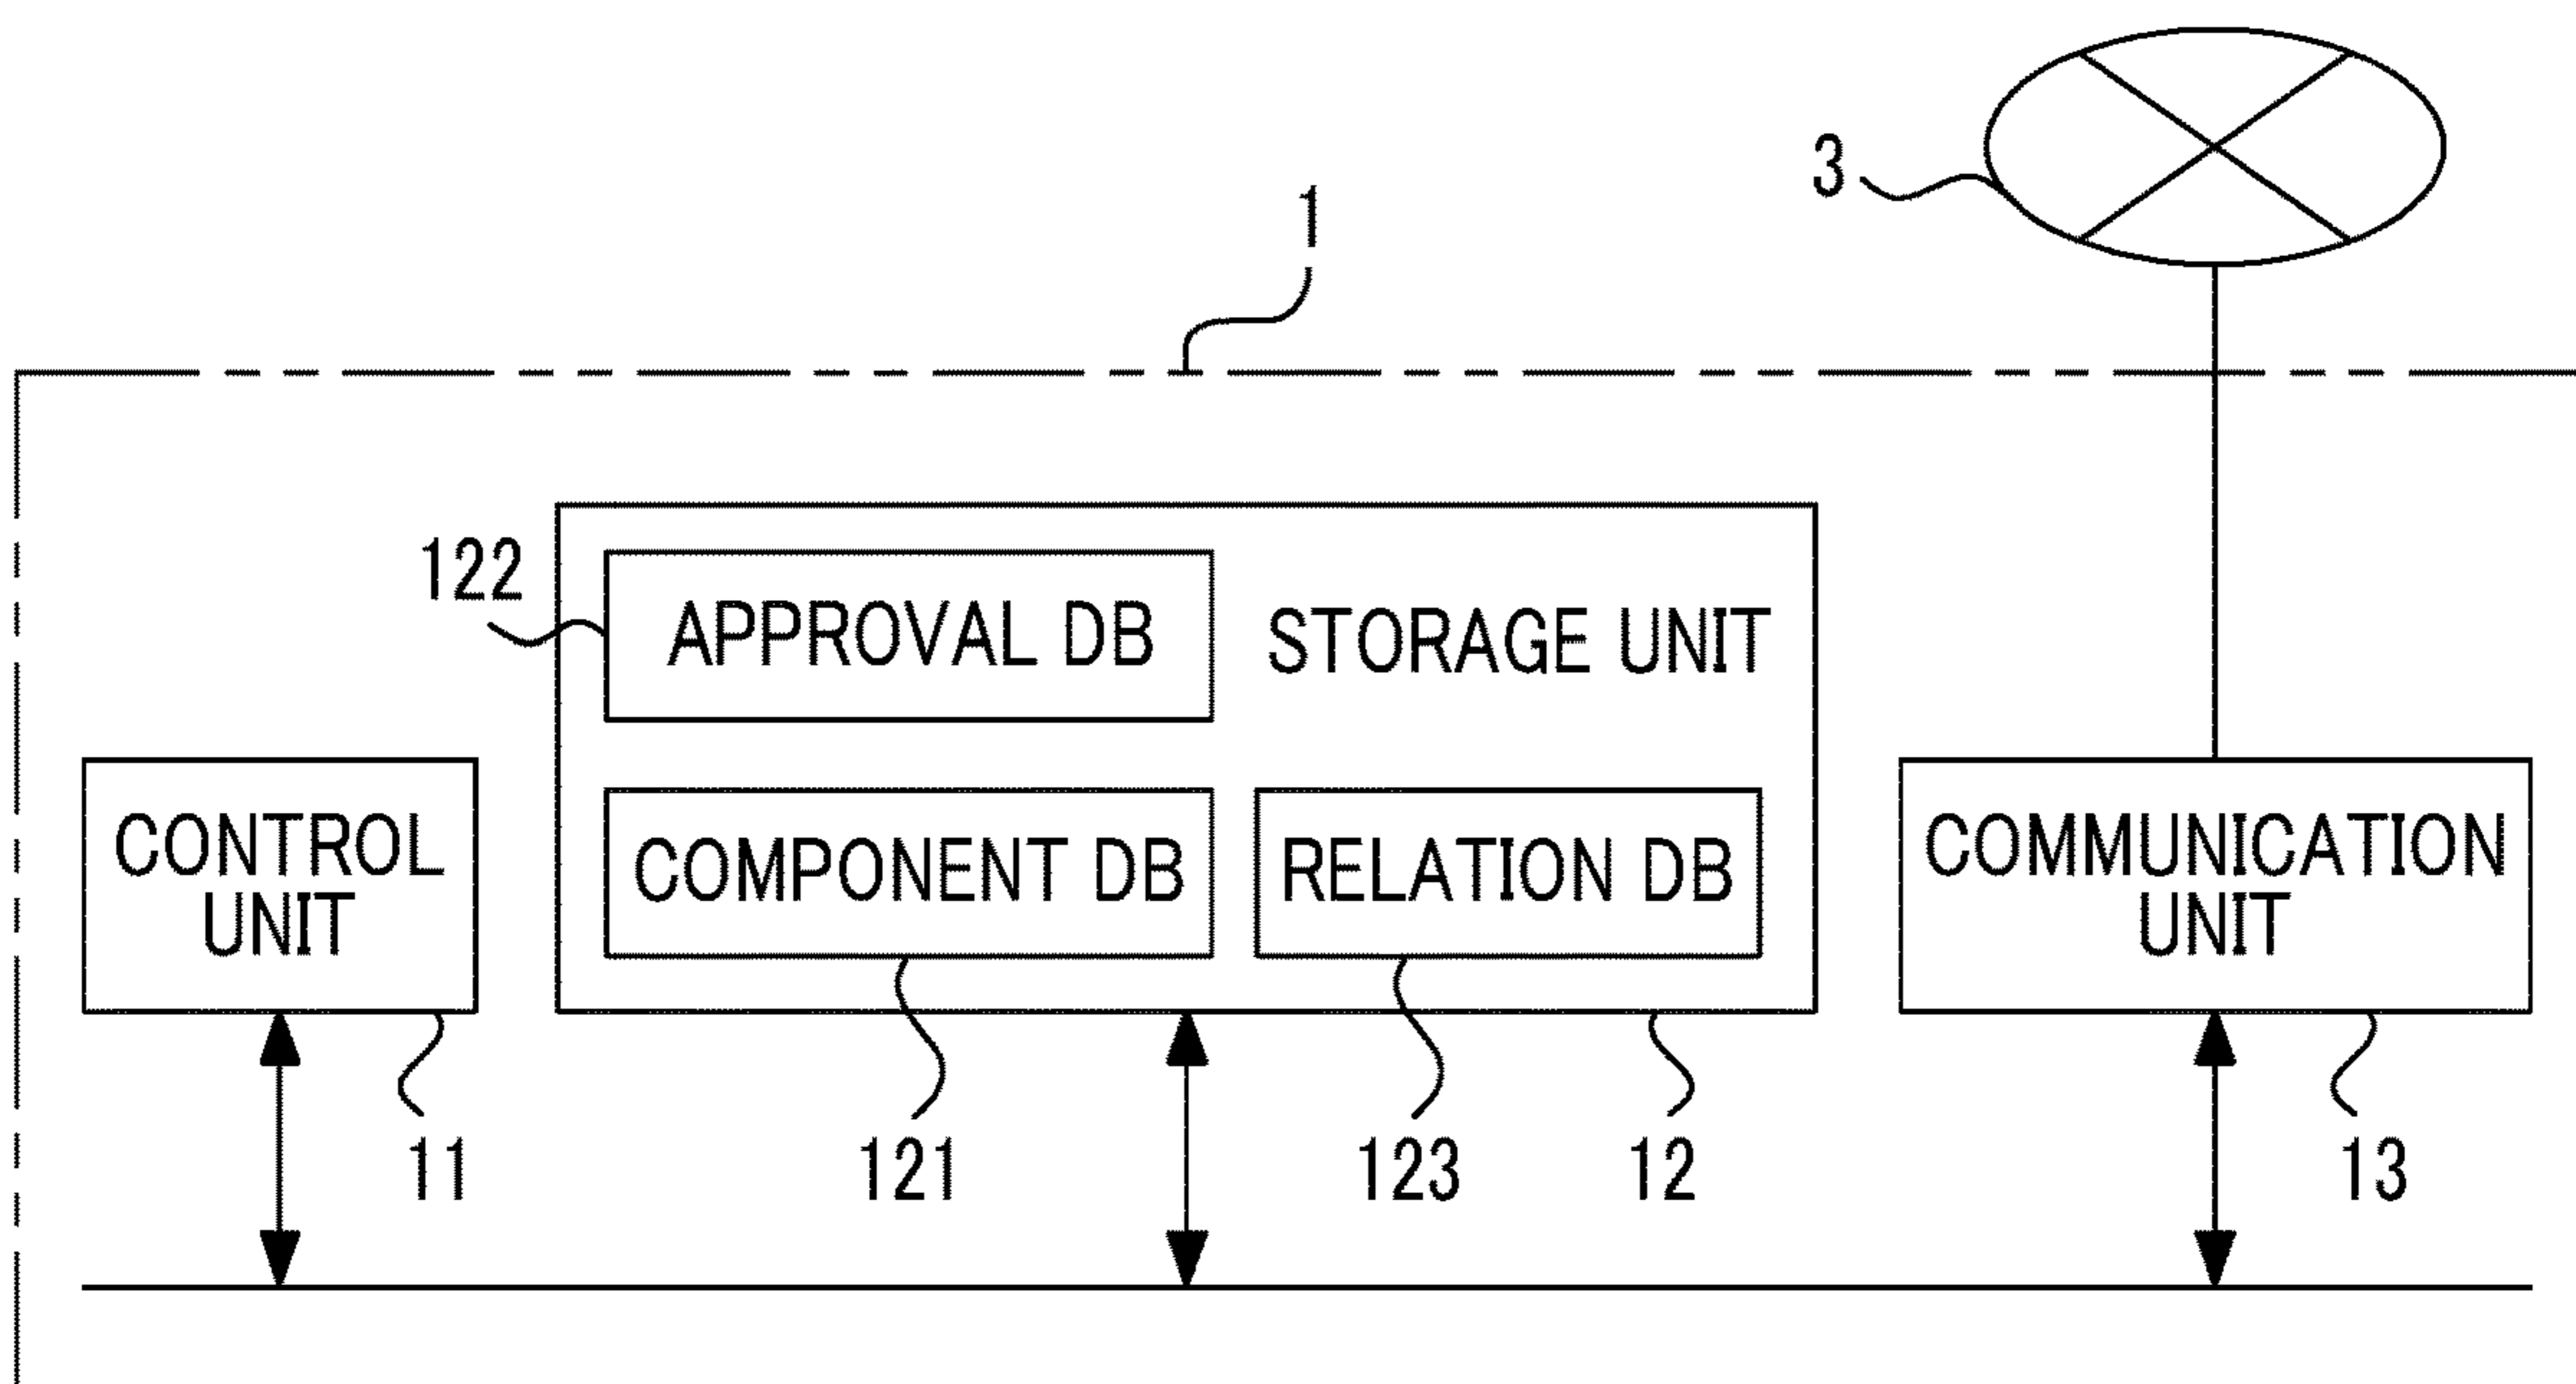 3
1
122
APPROVAL DB
STORAGE UNIT
CONTROL
UNIT
COMPONENT DB
RELATION DB
COMMUNICATION
UNIT
11
121
123
12
13